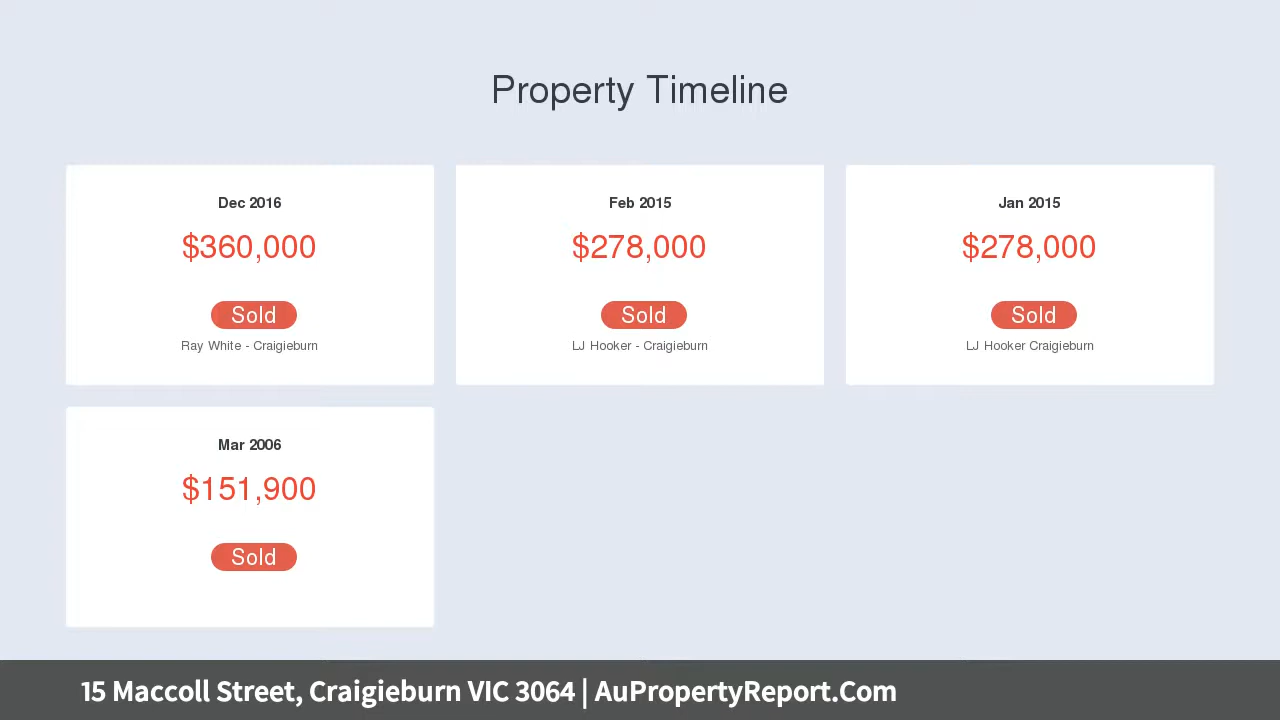 Property Timeline
Dec 2016
$360,000
Sold
Ray White - Craigieburn
Feb 2015
$278,000
Sold
LJ Hooker - Craigieburn
Jan 2015
$278,000
Sold
LJ Hooker Craigieburn
Mar 2006
$151,900
Sold
15 Maccoll Street, Craigieburn VIC 3064 | AuPropertyReport.Com